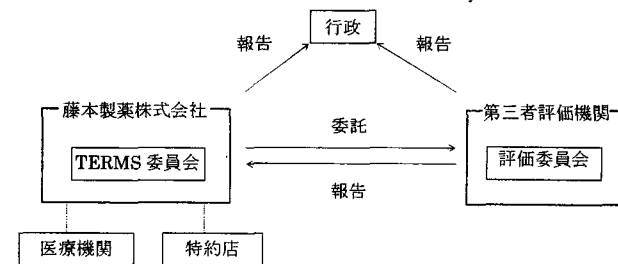 行政
報告 報告
藤本製薬株式会社 第三者評価機関
委託
TERMS 委員会 評価委員会
報告
医療機関 特約店